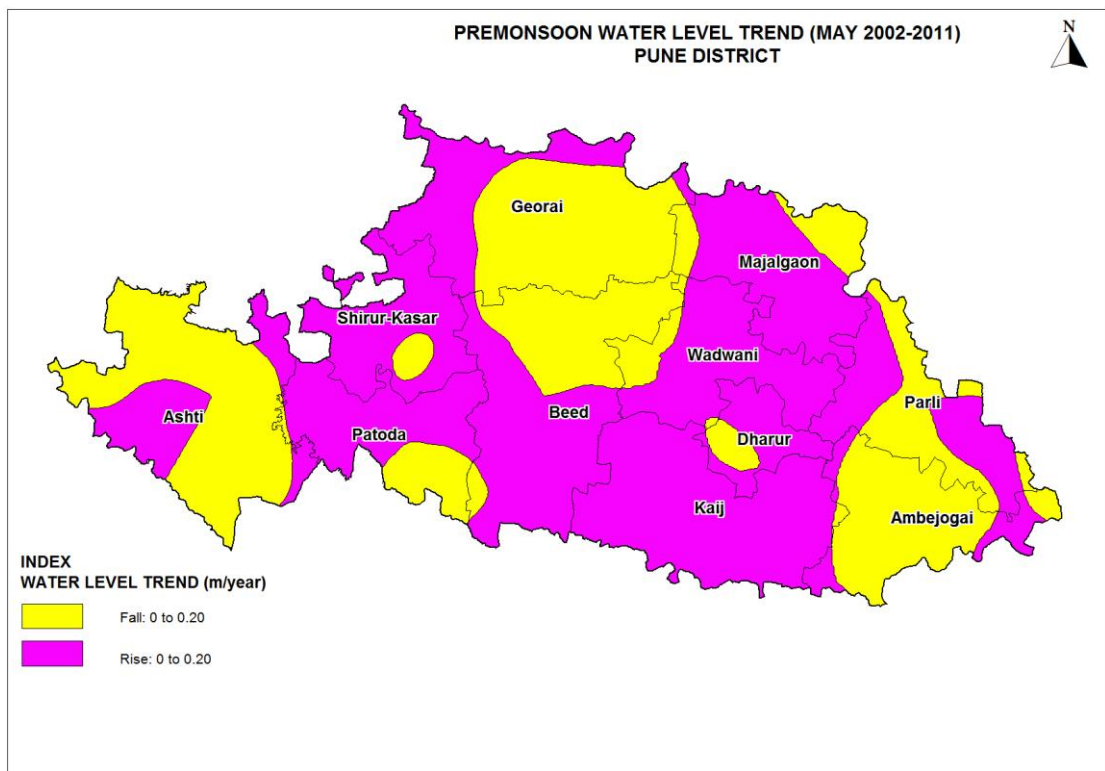 PREMONSOON WATER LEVEL TREND (MAY 2002-2011)
PUNE DISTRICT
N
Georai
Majalgaon
Shirur-Kasar
Wadwani
Ashti
Beed
Parli
Patoda
Dharur
Kaij
Ambejogai
INDEX
WATER LEVEL TREND (m/year)
Fall: 0 to 0.20
Rise: 0 to 0.20